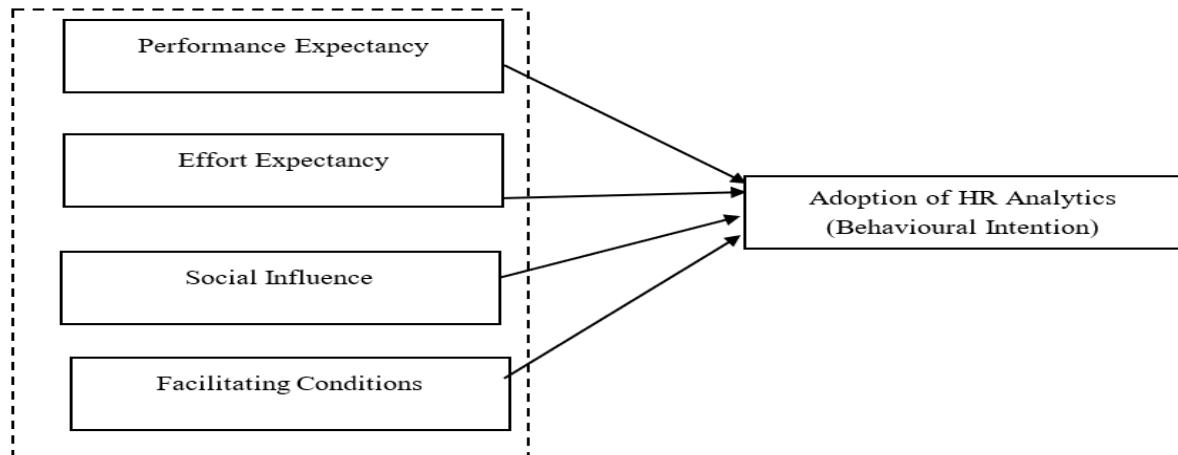 Performance Expectancy
Effort Expectancy
Social Influence
Facilitating Conditions
Adoption of HR Analytics
(Behavioural Intention)